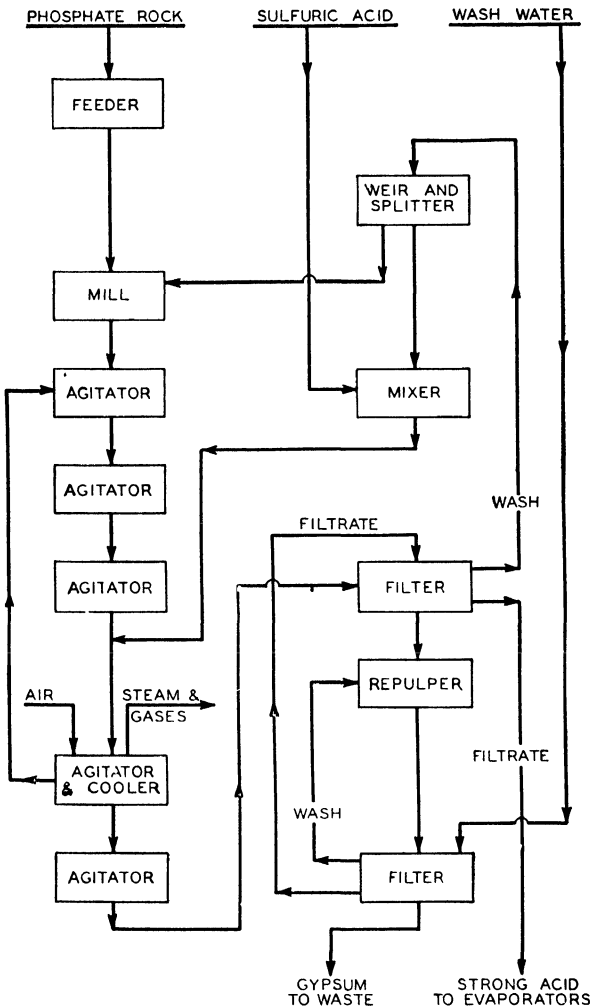 PHOSPHATE ROCK
SULFURIC ACID
WASH WATER
FEEDER
WEIR AND
SPLITTER
MILL
AGITATOR
MIXER
AGITATOR
WASH
FILTRATE
AGITATOR
FILTER
REPULPER
AIR
STEAM &
GASES
AGITATOR
& COOLER
FILTRATE
WASH
AGITATOR
FILTER
GYPSUM
TO WASTE
STRONG ACID
TO EVAPORATORS